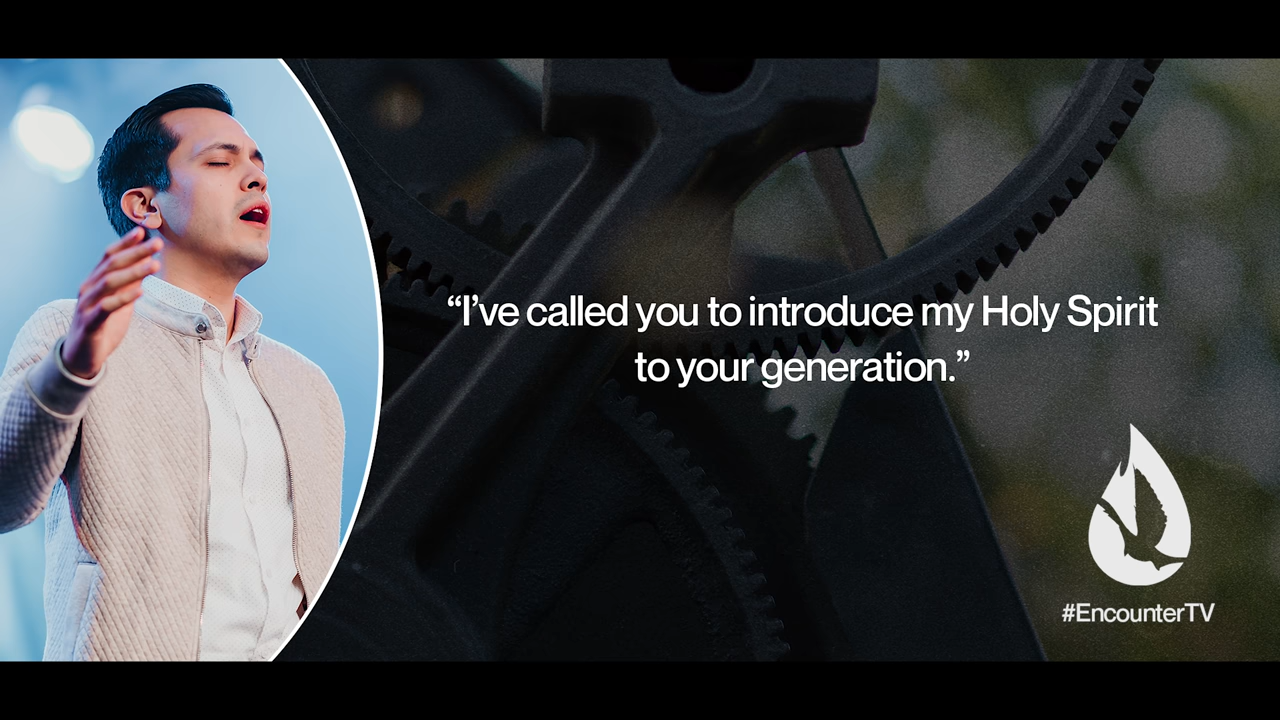 “I’ve called you to introduce my Holy Spirit
to your generation.”
#EncounterTV